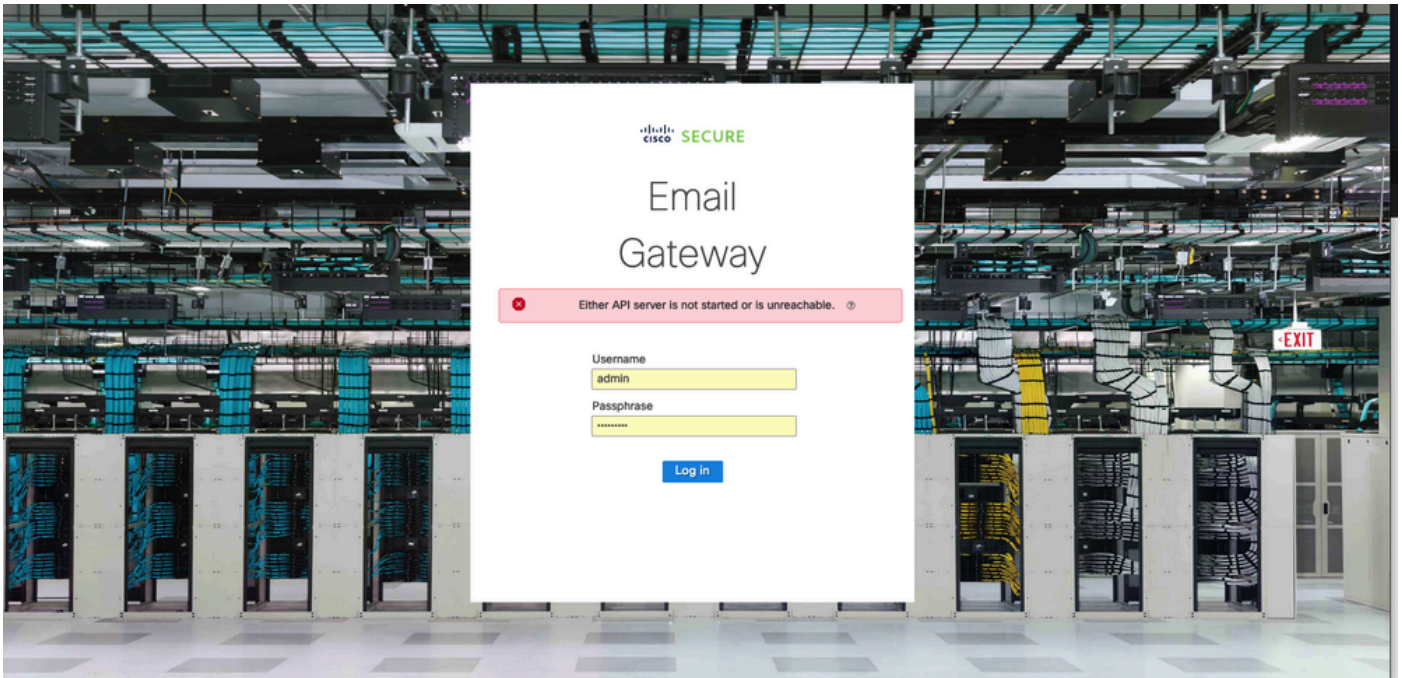 CISCO SECURE
Email
Gateway
Either API server is not started or is unreachable.
Username
admin
Passphrase
•••••••••
Log in
EXIT